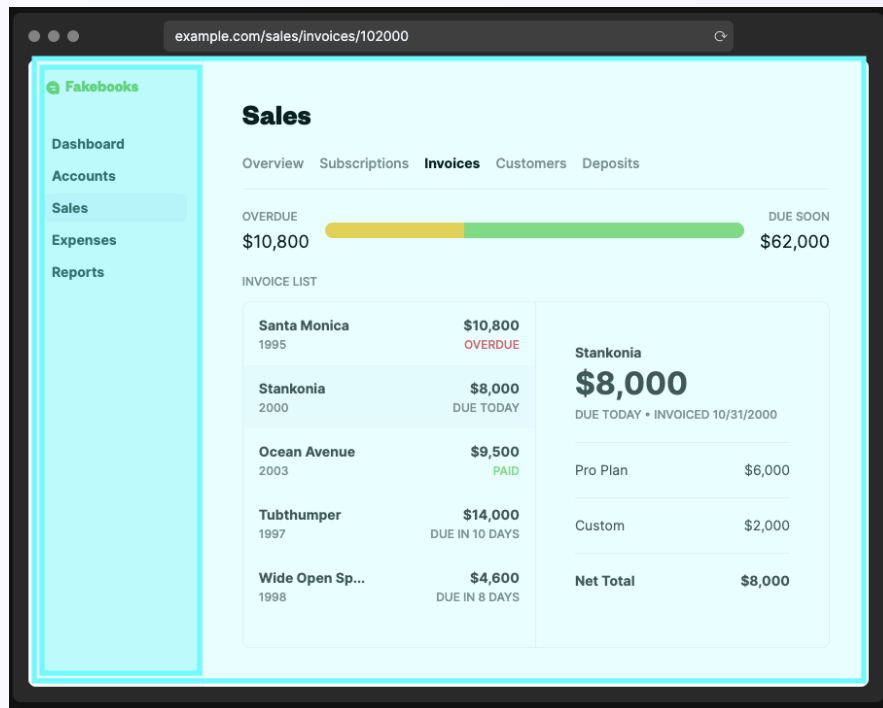 example.com/sales/invoices/102000
Fakebooks
Dashboard
Accounts
Sales
Expenses
Reports
Sales
Overview Subscriptions Invoices Customers Deposits
OVERDUE
$10,800
DUE SOON
$62,000
INVOICE LIST
Santa Monica $10,800
1995 OVERDUE
Stankonia $8,000
2000 DUE TODAY
Ocean Avenue $9,500
2003 PAID
Tubthumper $14,000
1997 DUE IN 10 DAYS
Wide Open Sp... $4,600
1998 DUE IN 8 DAYS
Stankonia
$8,000
DUE TODAY • INVOICED 10/31/2000
Pro Plan $6,000
Custom $2,000
Net Total $8,000